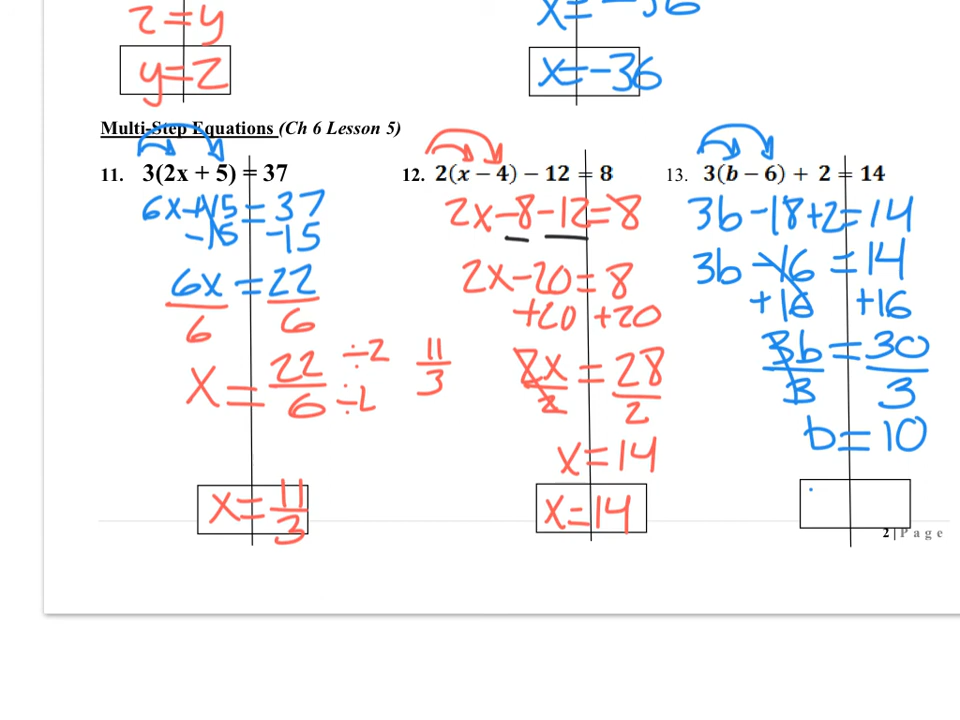 2=y
y=2
x=-36
x=-36
Multi-Step Equations (Ch 6 Lesson 5)
11. 3(2x + 5) = 37
6x+15=37
-15 -15
6x=22
6 6
x=22/6 ÷2 ÷2 11/3
x=11/3
12. 2(x − 4) − 12 = 8
2x-8-12=8
2x-20=8
+20 +20
2x=28
2 2
x=14
x=14
13. 3(b − 6) + 2 = 14
3b-18+2=14
3b-16=14
+16 +16
3b=30
3 3
b=10
2 | P a g e